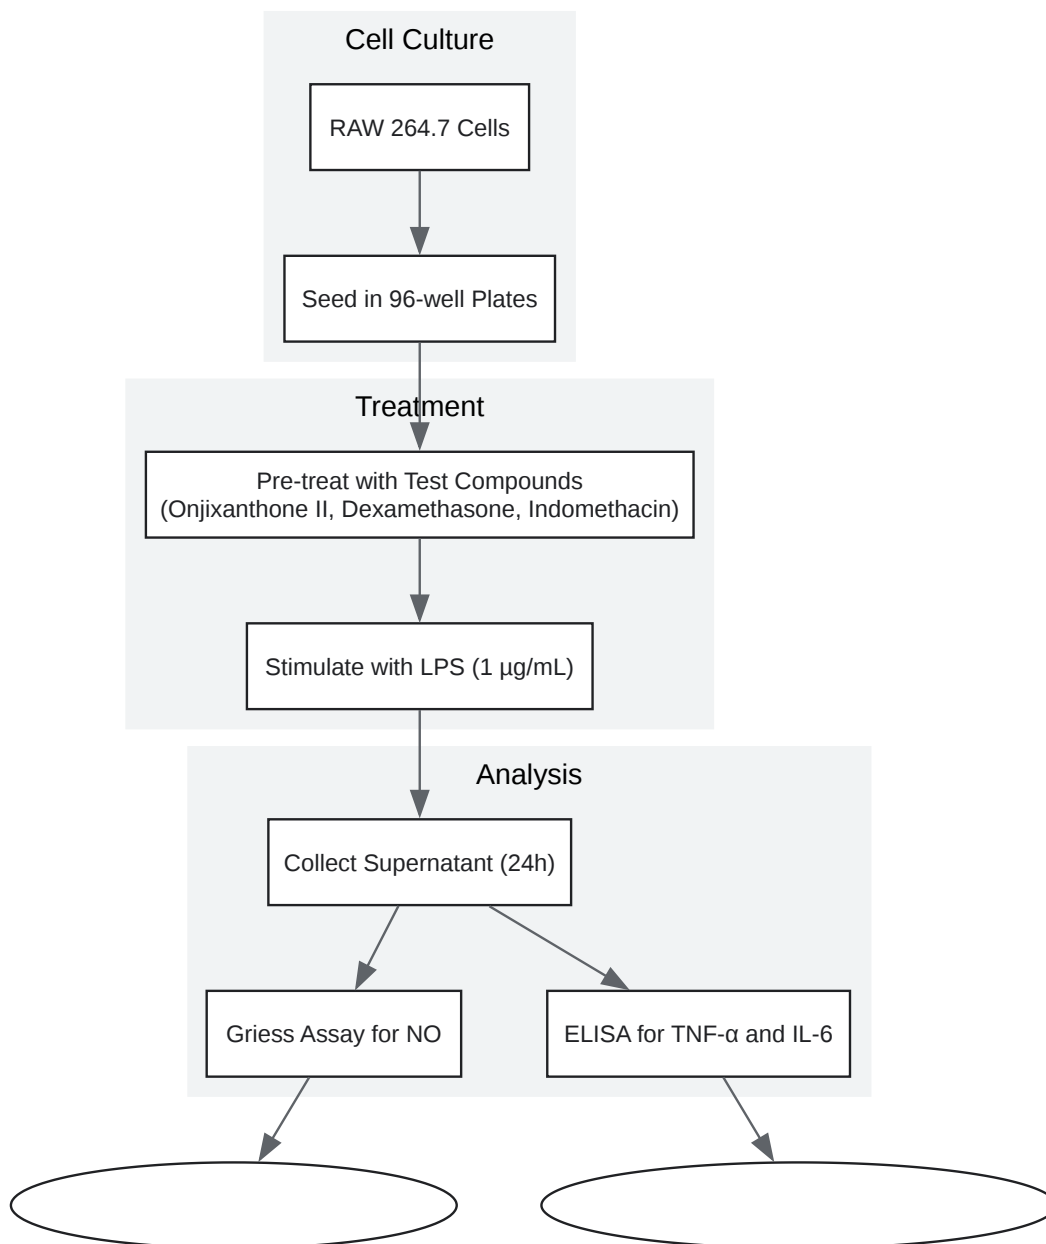 Cell Culture
RAW 264.7 Cells
Seed in 96-well Plates
Treatment
Pre-treat with Test Compounds
(Onjixanthone II, Dexamethasone, Indomethacin)
Stimulate with LPS (1 µg/mL)
Analysis
Collect Supernatant (24h)
Griess Assay for NO
ELISA for TNF-α and IL-6